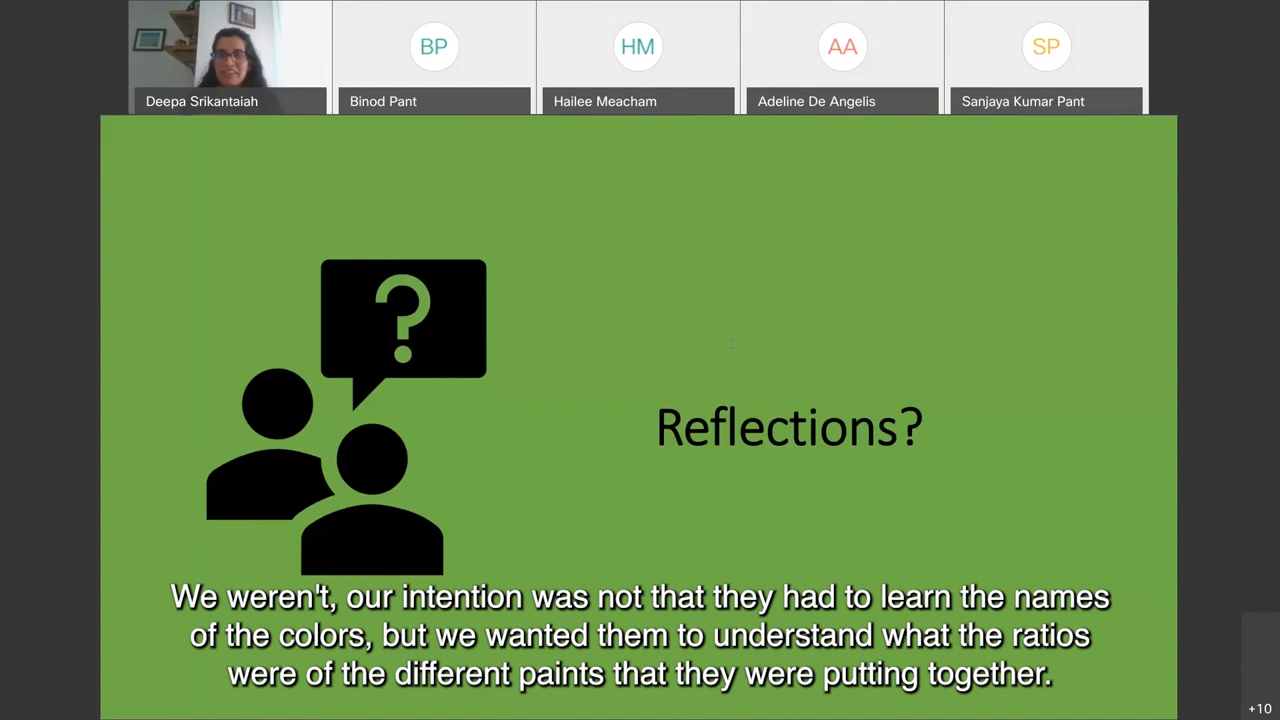 BP
HM
AA
SP
Deepa Srikantaiah
Binod Pant
Hailee Meacham
Adeline De Angelis
Sanjaya Kumar Pant
?
Reflections?
We weren't, our intention was not that they had to learn the names
of the colors, but we wanted them to understand what the ratios
were of the different paints that they were putting together.
+10